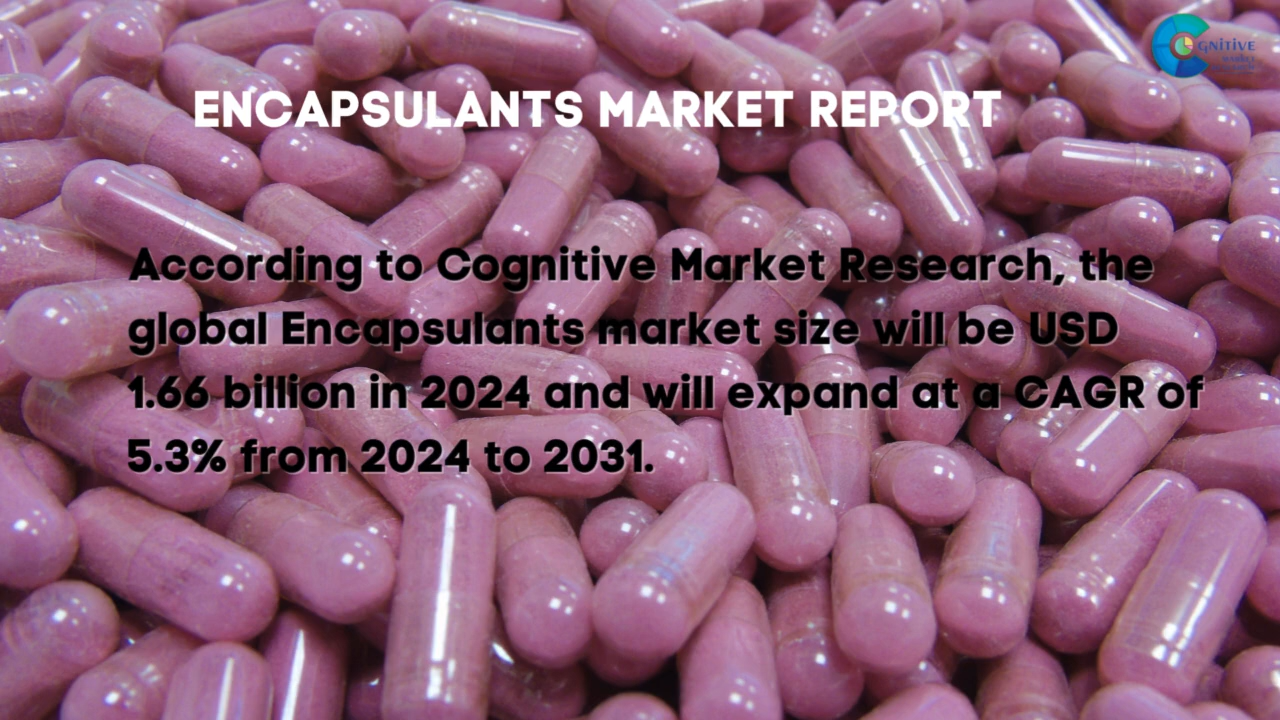 GNITIVE
ENCAPSULANTS MARKET REPORT
According to Cognitive Market Research, the
global Encapsulants market size will be USD
1.66 billion in 2024 and will expand at a CAGR of
5.3% from 2024 to 2031.